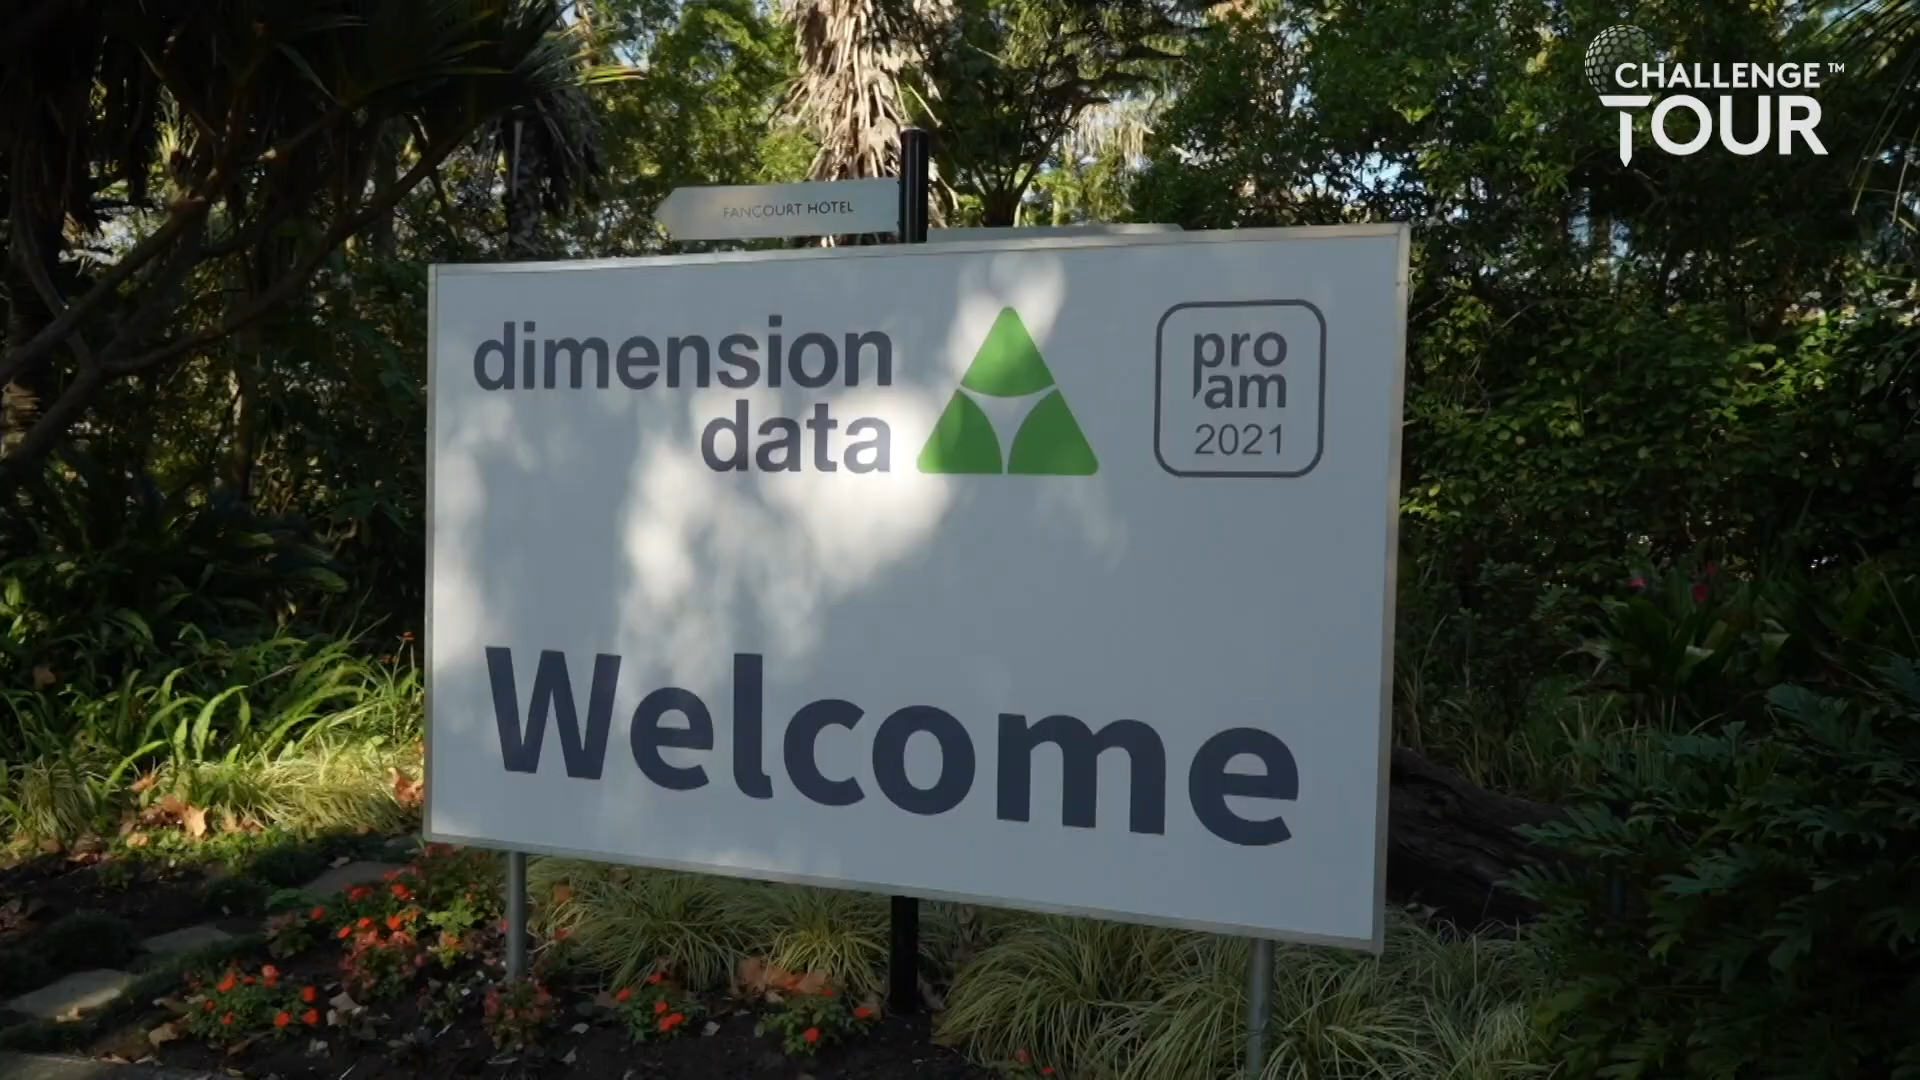 CHALLENGE™
TOUR
FANCOURT HOTEL
dimension
data
pro
am
2021
Welcome